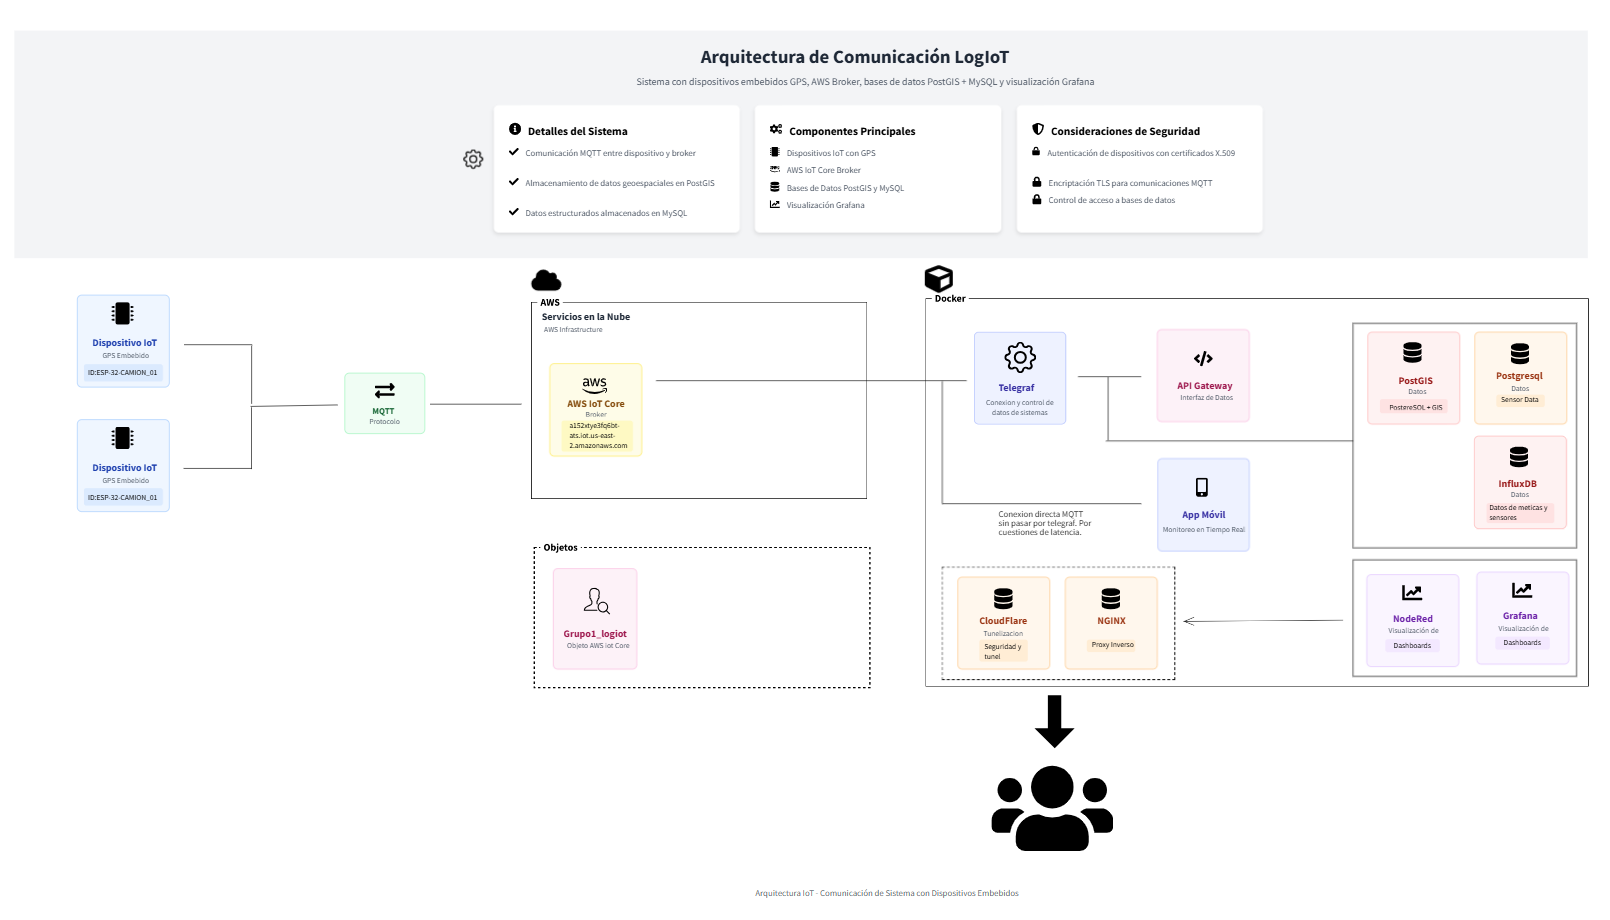 Arquitectura de Comunicación LogIoT
Sistema con dispositivos embebidos GPS, AWS Broker, bases de datos PostGIS + MySQL y visualización Grafana
Detalles del Sistema
Comunicación MQTT entre dispositivo y broker
Almacenamiento de datos geoespaciales en PostGIS
Datos estructurados almacenados en MySQL
Componentes Principales
Dispositivos IoT con GPS
AWS IoT Core Broker
Bases de Datos PostGIS y MySQL
Visualización Grafana
Consideraciones de Seguridad
Autenticación de dispositivos con certificados X.509
Encriptación TLS para comunicaciones MQTT
Control de acceso a bases de datos
Dispositivo IoT
GPS Embebido
ID:ESP-32-CAMION_01
Dispositivo IoT
GPS Embebido
ID:ESP-32-CAMION_01
MQTT
Protocolo
AWS
Servicios en la Nube
AWS Infrastructure
aws
AWS IoT Core
Broker
a152xtye3fq6bt-
ats.iot.us-east-
2.amazonaws.com
Objetos
Grupo1_logiot
Objeto AWS Iot Core
Docker
Telegraf
Conexion y control de
datos de sistemas
API Gateway
Interfaz de Datos
Conexion directa MQTT
sin pasar por telegraf. Por
cuestiones de latencia.
App Móvil
Monitoreo en Tiempo Real
PostGIS
Datos
PostgreSQL + GIS
Postgresql
Datos
Sensor Data
InfluxDB
Datos
Datos de meticas y
sensores
CloudFlare
Tunelizacion
Seguridad y
tunel
NGINX
Proxy Inverso
NodeRed
Visualización de
Dashboards
Grafana
Visualización de
Dashboards
Arquitectura IoT - Comunicación de Sistema con Dispositivos Embebidos